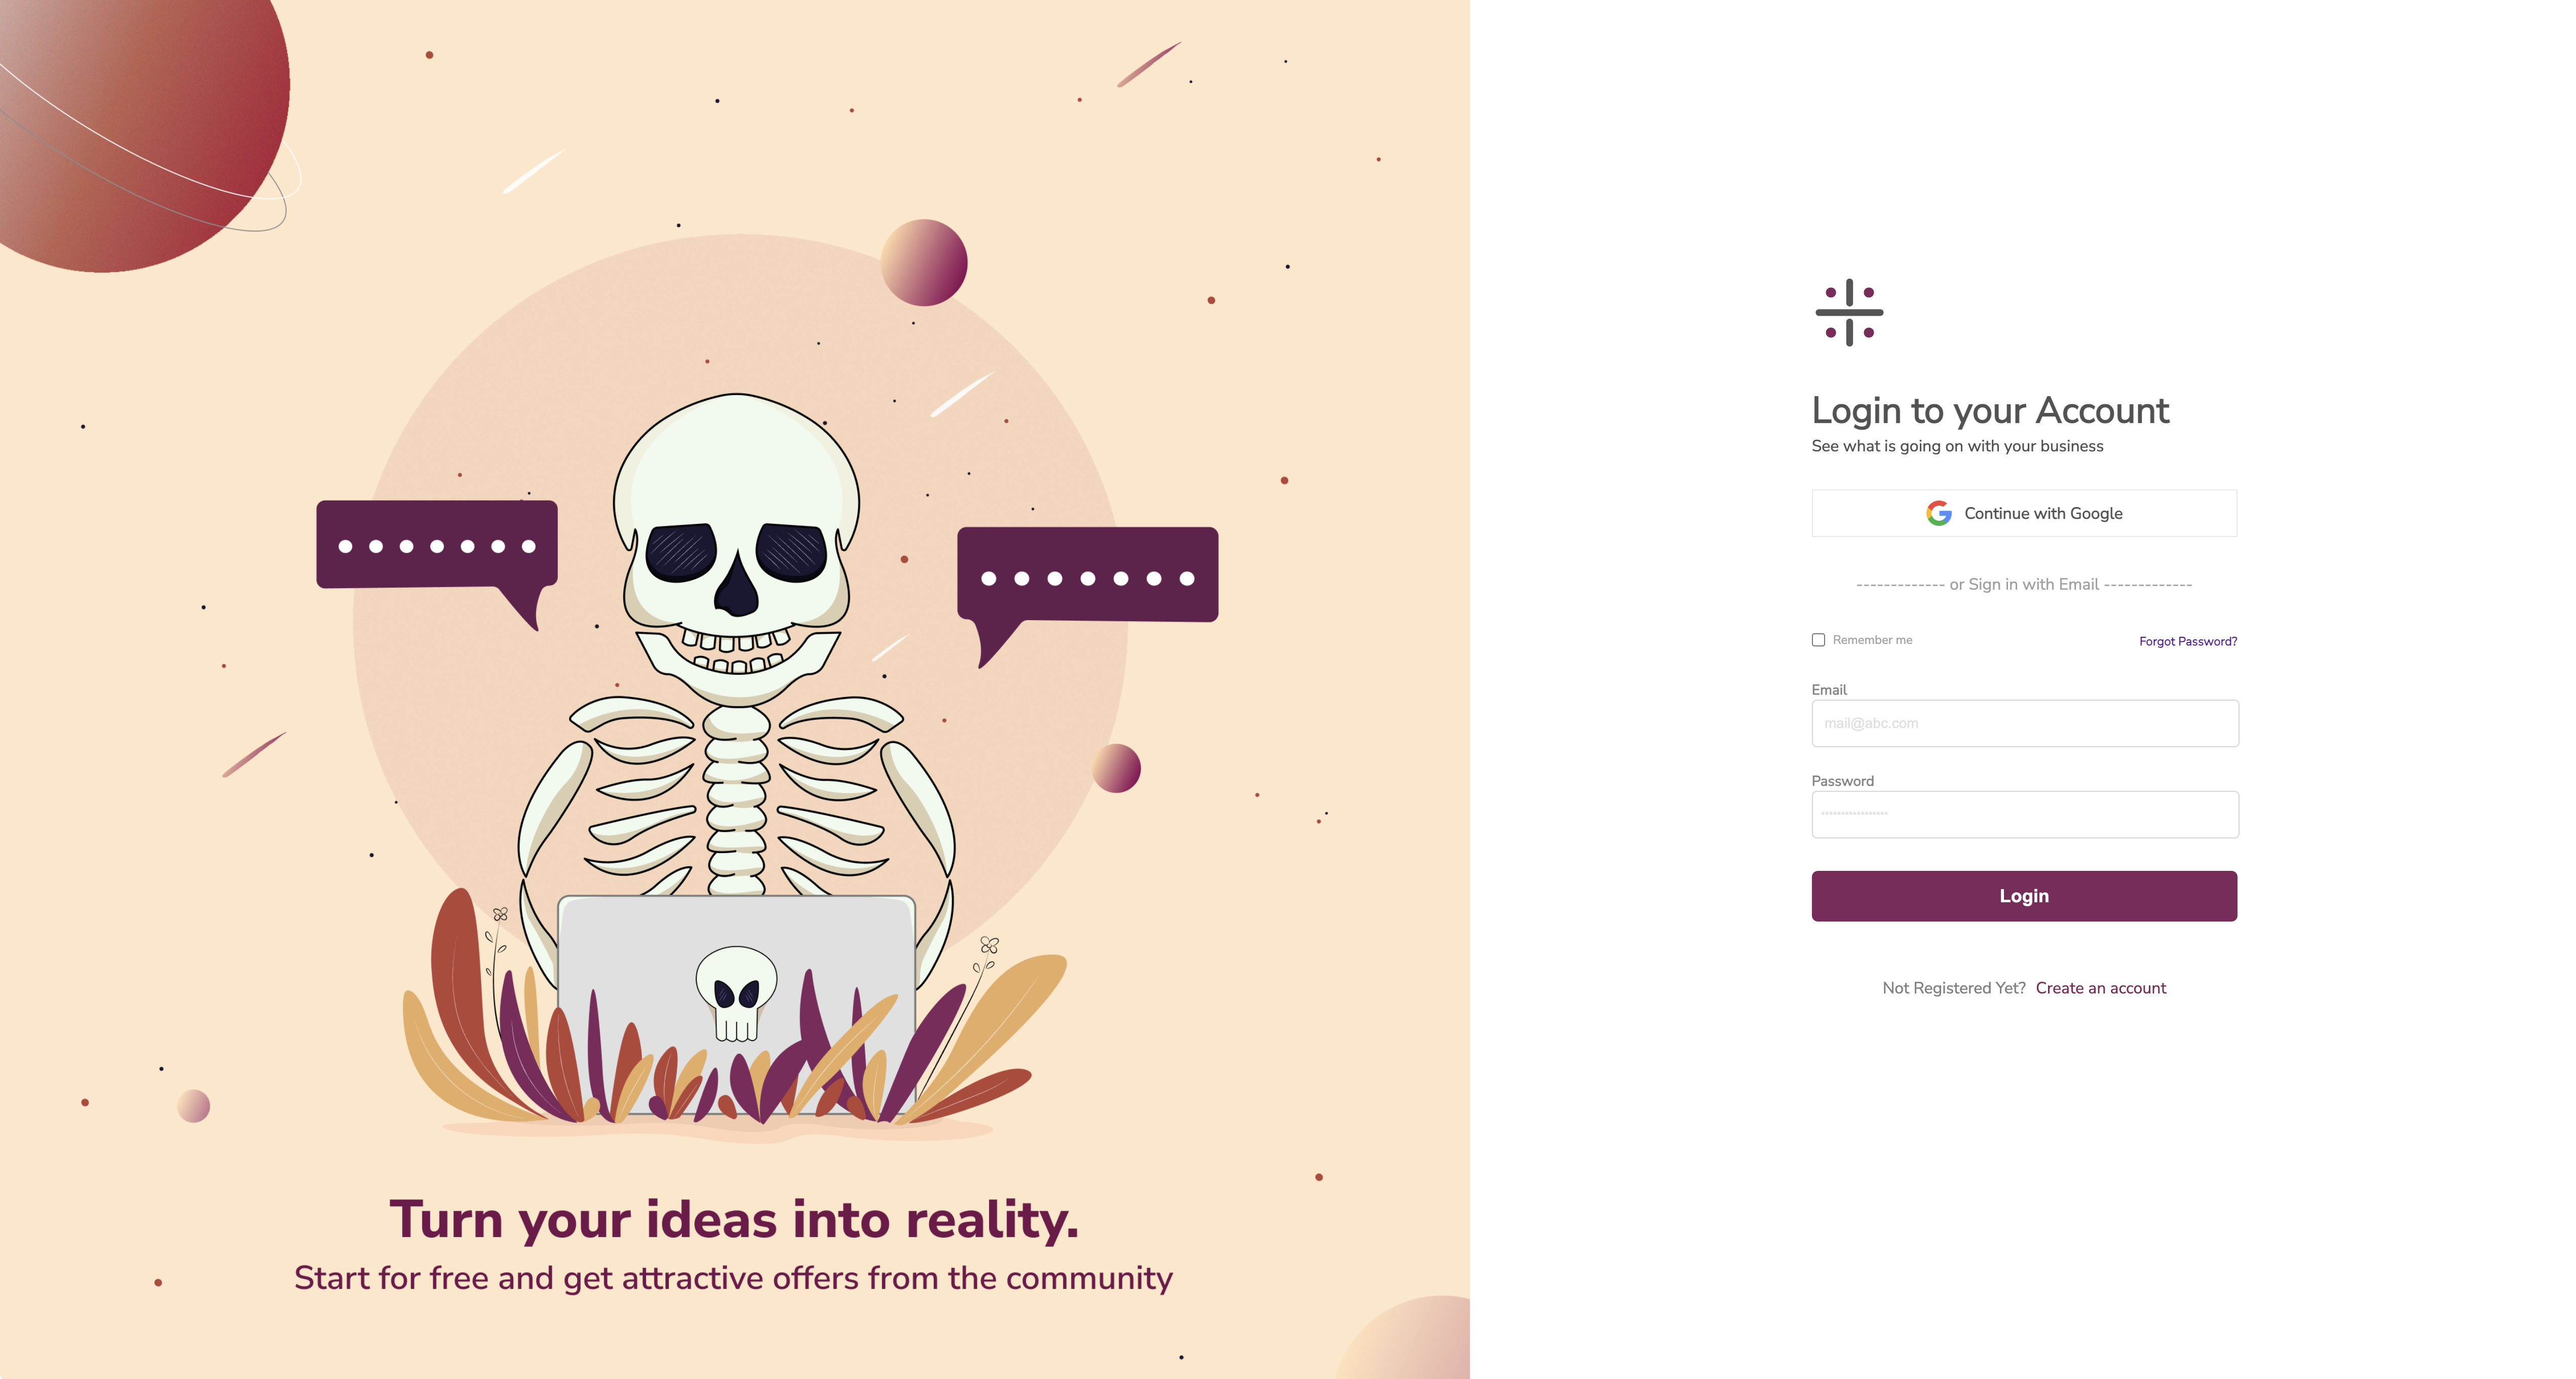 Turn your ideas into reality.
Start for free and get attractive offers from the community
Login to your Account
See what is going on with your business
Continue with Google
------------- or Sign in with Email -------------
Remember me
Forgot Password?
Email
mail@abc.com
Password
Login
Not Registered Yet? Create an account